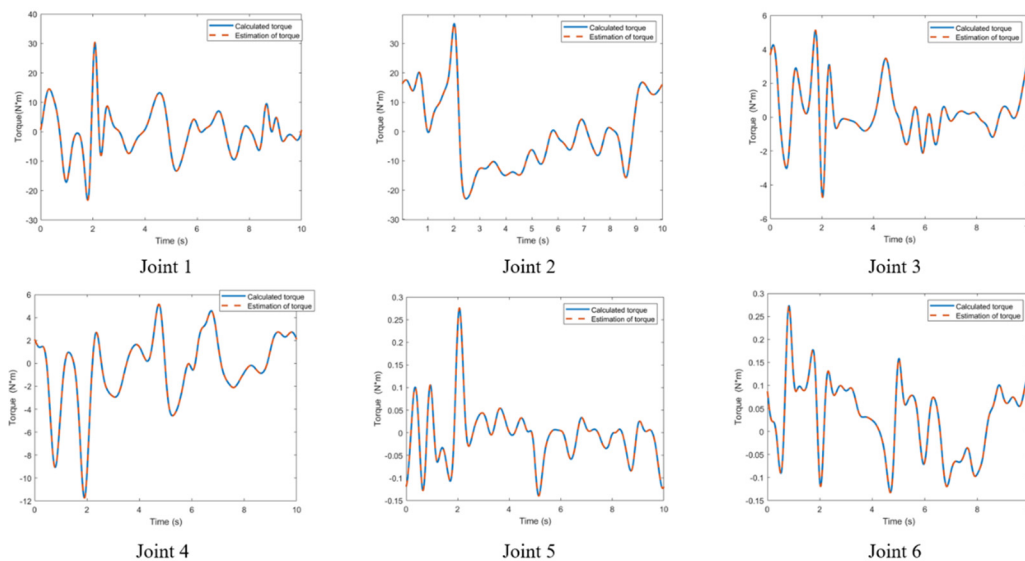 Calculated torque
Estimation of torque
40
30
20
10
0
-10
-20
-30
Torque(N*m)
0 2 4 6 8 10
Time (s)
Joint 1
Calculated torque
Estimation of torque
40
30
20
10
0
-10
-20
-30
Torque (N*m)
1 2 3 4 5 6 7 8 9 10
Time (s)
Joint 2
Calculated torque
Estimation of torque
6
4
2
0
-2
-4
-6
Torque (N*m)
0 2 4 6 8
Time (s)
Joint 3
Calculated torque
Estimation of torque
6
4
2
0
-2
-4
-6
-8
-10
-12
Torque (N*m)
0 2 4 6 8 10
Time (s)
Joint 4
Calculated torque
Estimation of torque
0.3
0.25
0.2
0.15
0.1
0.05
0
-0.05
-0.1
-0.15
Torque (N*m)
0 2 4 6 8 10
Time (s)
Joint 5
Calculated torque
Estimation of torque
0.3
0.25
0.2
0.15
0.1
0.05
0
-0.05
-0.1
-0.15
Torque (N*m)
0 2 4 6 8
Time (s)
Joint 6